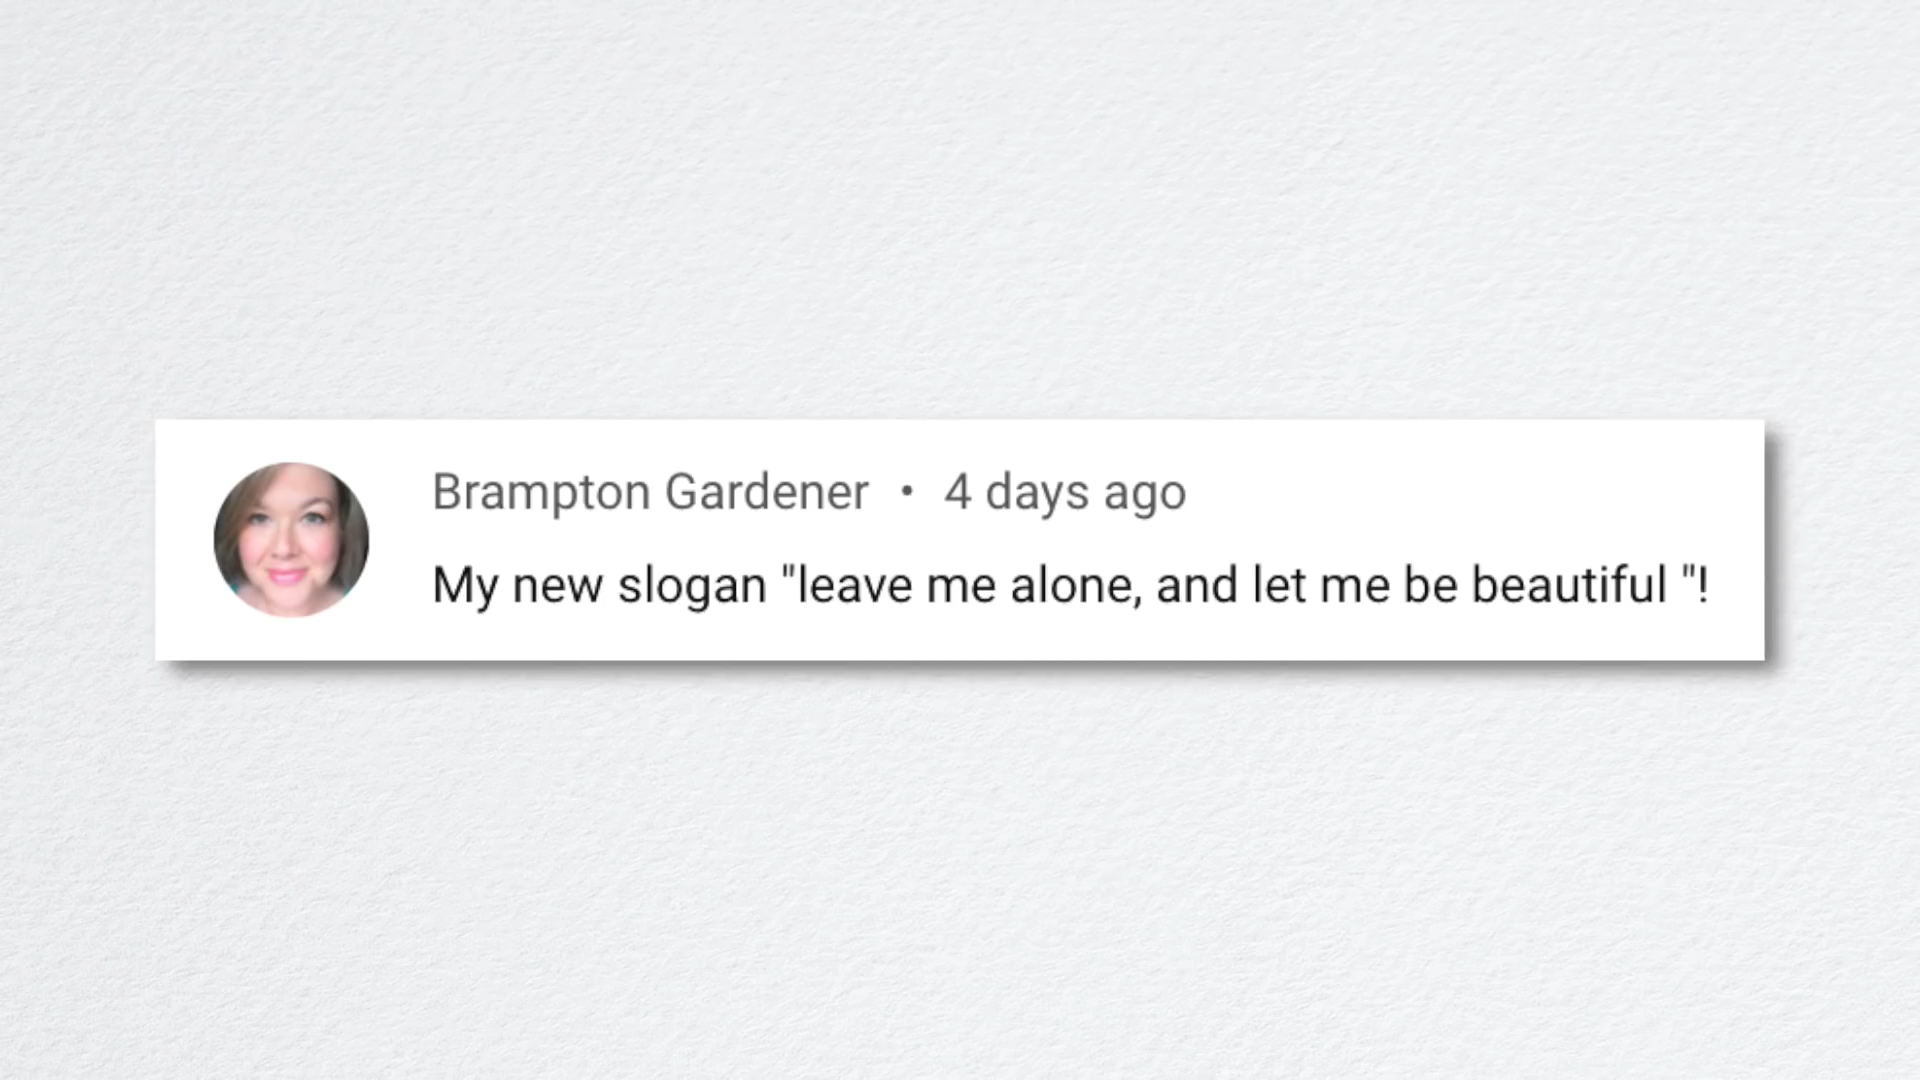 Brampton Gardener • 4 days ago
My new slogan "leave me alone, and let me be beautiful "!